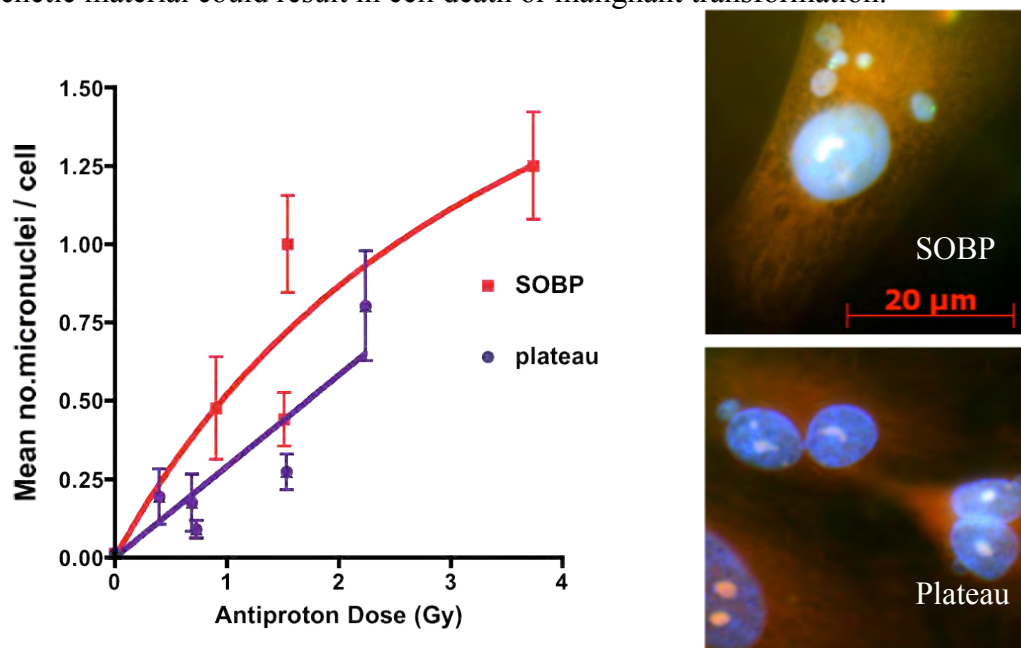 genetic material could result in cell death or malignant transformation.
1.50
1.25
1.00
0.75
0.50
0.25
0.00
Mean no.micronuclei / cell
0 1 2 3 4
Antiproton Dose (Gy)
SOBP
plateau
SOBP
20 µm
Plateau